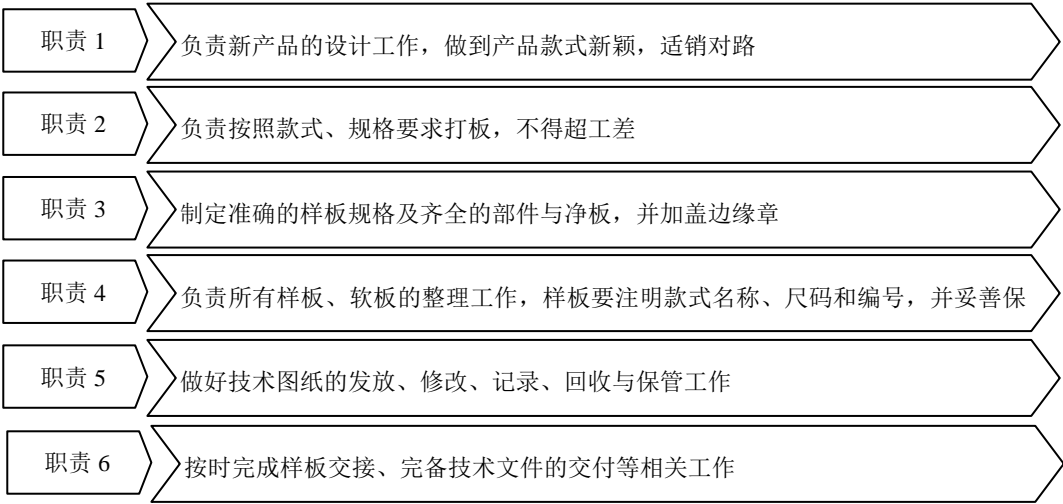 职责 1
负责新产品的设计工作，做到产品款式新颖，适销对路
职责 2
负责按照款式、规格要求打板，不得超工差
职责 3
制定准确的样板规格及齐全的部件与净板，并加盖边缘章
职责 4
负责所有样板、软板的整理工作，样板要注明款式名称、尺码和编号，并妥善保
职责 5
做好技术图纸的发放、修改、记录、回收与保管工作
职责 6
按时完成样板交接、完备技术文件的交付等相关工作